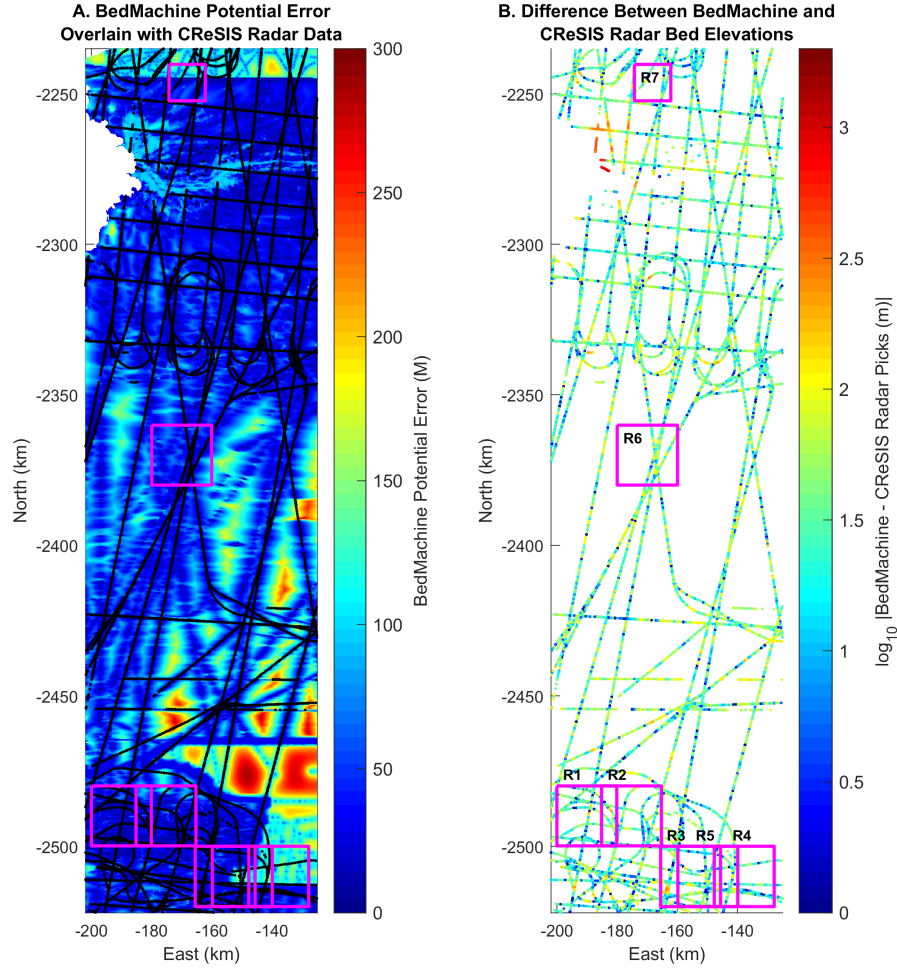 A. BedMachine Potential Error
Overlain with CReSIS Radar Data
-2250
-2300
-2350
-2400
-2450
-2500
North (km)
-200
-180
-160
-140
East (km)
300
250
200
150
100
50
0
BedMachine Potential Error (M)
B. Difference Between BedMachine and
CReSIS Radar Bed Elevations
R7
R6
R1
R2
R3
R5
R4
-2250
-2300
-2350
-2400
-2450
-2500
North (km)
-200
-180
-160
-140
East (km)
3
2.5
2
1.5
1
0.5
0
log10 |BedMachine - CReSIS Radar Picks (m)|